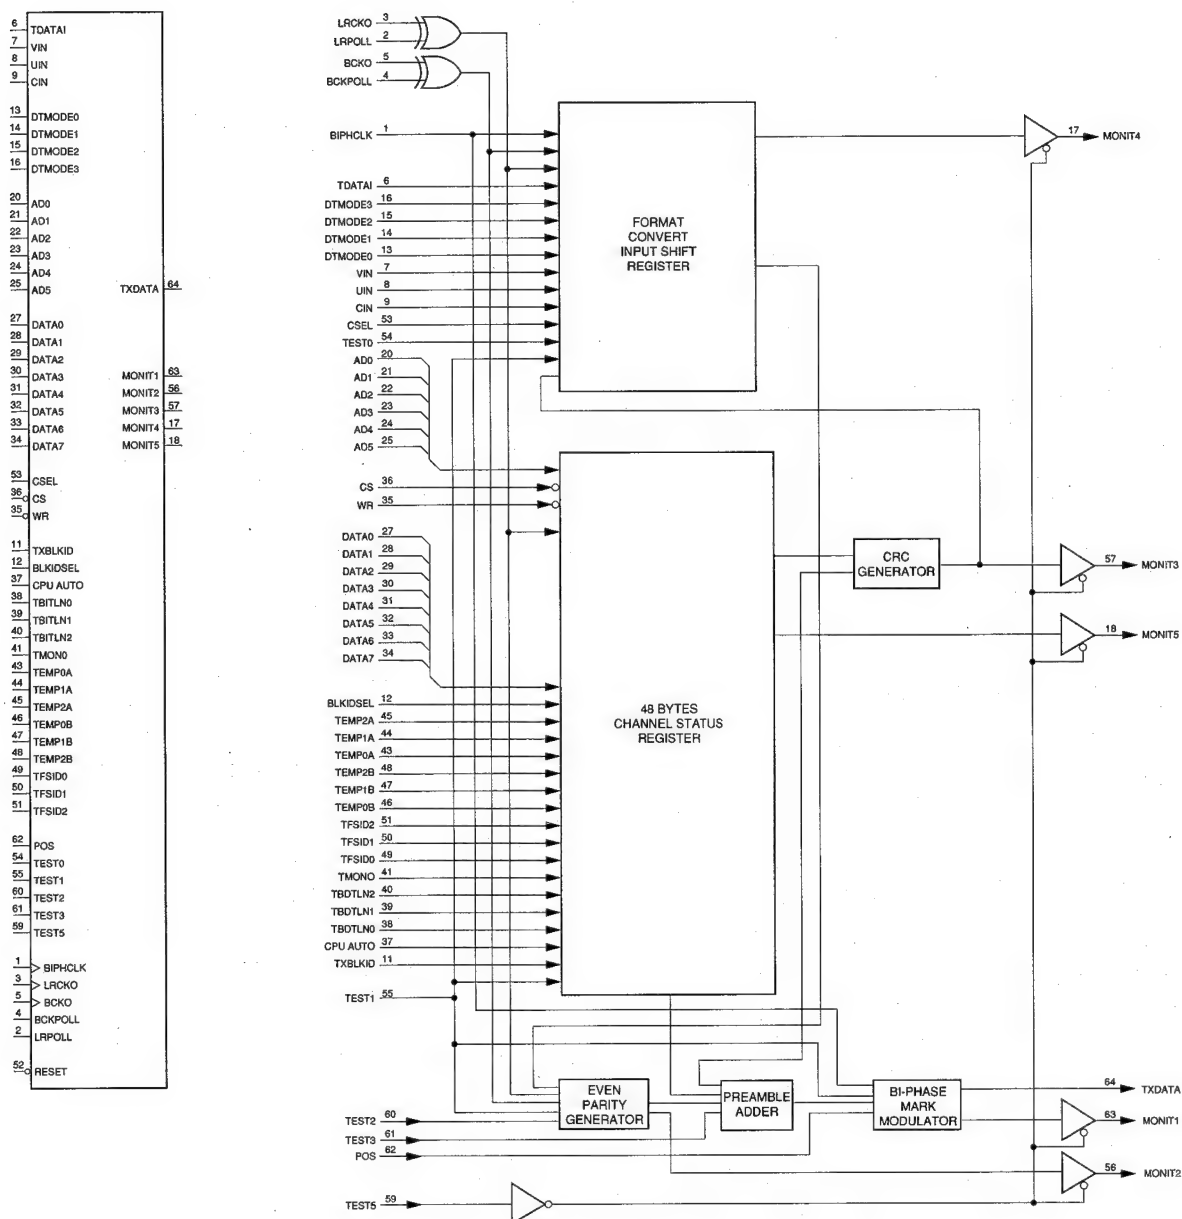 6 TDATAI
7 VIN
8 UIN
9 CIN
13 DTMODE0
14 DTMODE1
15 DTMODE2
16 DTMODE3
20 AD0
21 AD1
22 AD2
23 AD3
24 AD4
25 AD5
TXDATA 64
27 DATA0
28 DATA1
29 DATA2
30 DATA3
31 DATA4
32 DATA5
33 DATA6
34 DATA7
MONIT1 63
MONIT2 56
MONIT3 57
MONIT4 17
MONIT5 18
53 CSEL
36 CS
35 WR
11 TXBLKID
12 BLKIDSEL
37 CPU AUTO
38 TBITLN0
39 TBITLN1
40 TBITLN2
41 TMON0
43 TEMP0A
44 TEMP1A
45 TEMP2A
46 TEMP0B
47 TEMP1B
48 TEMP2B
49 TFSID0
50 TFSID1
51 TFSID2
62 POS
54 TEST0
55 TEST1
60 TEST2
61 TEST3
59 TEST5
1 BIPHCLK
3 LRCKO
5 BCKO
4 BCKPOLL
2 LRPOLL
52 RESET
LRCKO 3
LRPOLL 2
BCKO 5
BCKPOLL 4
BIPHCLK 1
TDATAI 6
DTMODE3 16
DTMODE2 15
DTMODE1 14
DTMODE0 13
VIN 7
UIN 8
CIN 9
CSEL 53
TEST0 54
AD0 20
AD1 21
AD2 22
AD3 23
AD4 24
AD5 25
CS 36
WR 35
DATA0 27
DATA1 28
DATA2 29
DATA3 30
DATA4 31
DATA5 32
DATA6 33
DATA7 34
BLKIDSEL 12
TEMP2A 45
TEMP1A 44
TEMP0A 43
TEMP2B 48
TEMP1B 47
TEMP0B 46
TFSID2 51
TFSID1 50
TFSID0 49
TMONO 41
TBDTLN2 40
TBDTLN1 39
TBDTLN0 38
CPU AUTO 37
TXBLKID 11
TEST1 55
TEST2 60
TEST3 61
POS 62
TEST5 59
FORMAT
CONVERT
INPUT SHIFT
REGISTER
48 BYTES
CHANNEL STATUS
REGISTER
CRC
GENERATOR
EVEN
PARITY
GENERATOR
PREAMBLE
ADDER
BI-PHASE
MARK
MODULATOR
17 MONIT4
57 MONIT3
18 MONIT5
64 TXDATA
63 MONIT1
56 MONIT2